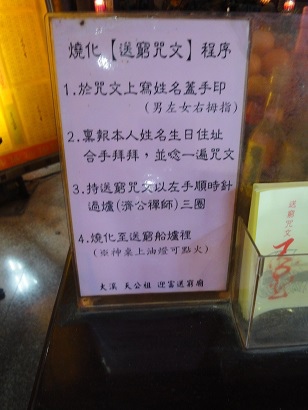 燒化【送窮咒文】程序
1.於咒文上寫姓名蓋手印
(男左女右拇指)
2.稟報本人姓名生日住址
合手拜拜，並唸一遍咒文
3.持送窮咒文以左手順時針
過爐(濟公禪師)三圈
4.燒化至送窮船爐裡
(巫神桌上油燈可點火)
大溪 天公祖 迎富送窮廟
送窮咒文